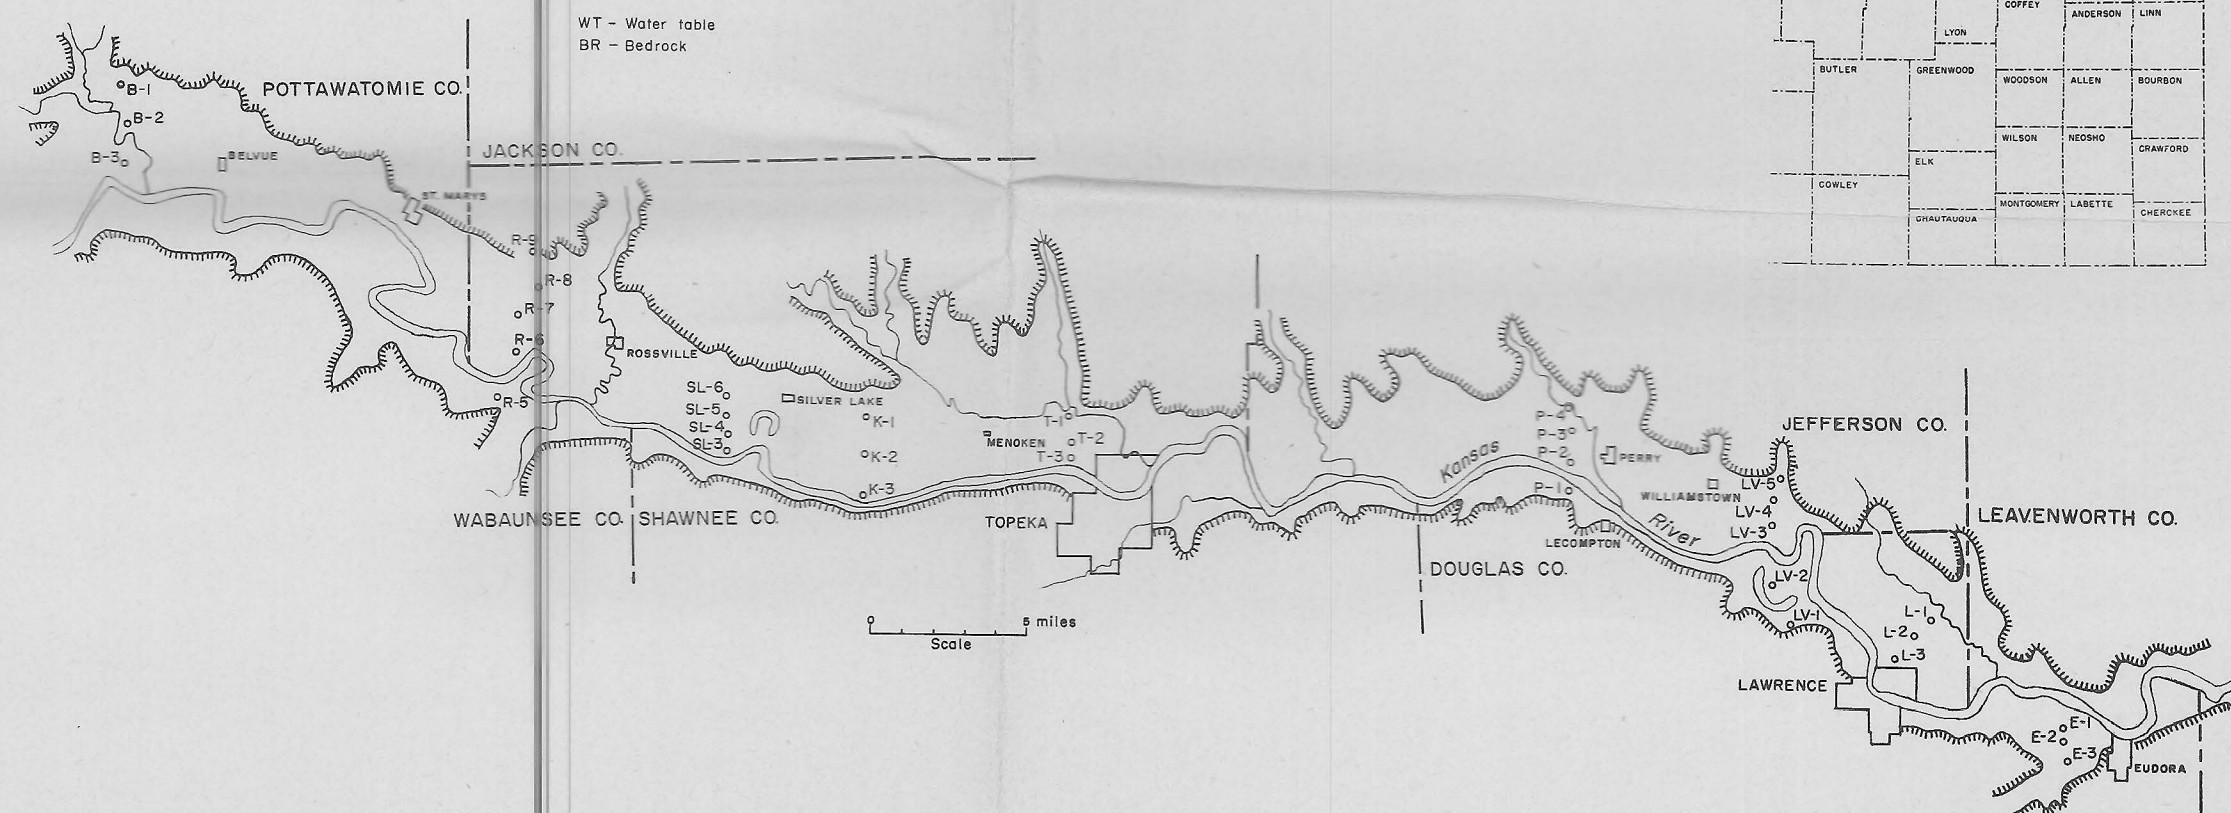 WT - Water table
BR - Bedrock
COFFEY
ANDERSON
LINN
LYON
BUTLER
GREENWOOD
WOODSON
ALLEN
BOURBON
WILSON
NEOSHO
CRAWFORD
ELK
COWLEY
MONTGOMERY
LABETTE
CHEROKEE
CHAUTAUQUA
POTTAWATOMIE CO.
B-1
B-2
B-3
BELVUE
JACKSON CO.
ST. MARYS
R-9
R-8
R-7
R-6
R-5
ROSSVILLE
SL-6
SL-5
SL-4
SL-3
SILVER LAKE
K-1
K-2
K-3
MENOKEN
T-1
T-2
T-3
WABAUNSEE CO.
SHAWNEE CO.
TOPEKA
Kansas
River
P-4
P-3
P-2
P-1
PERRY
LECOMPTON
WILLIAMSTOWN
JEFFERSON CO.
LV-5
LV-4
LV-3
LV-2
LV-1
LEAVENWORTH CO.
DOUGLAS CO.
0
5 miles
Scale
L-1
L-2
L-3
LAWRENCE
E-1
E-2
E-3
EUDORA